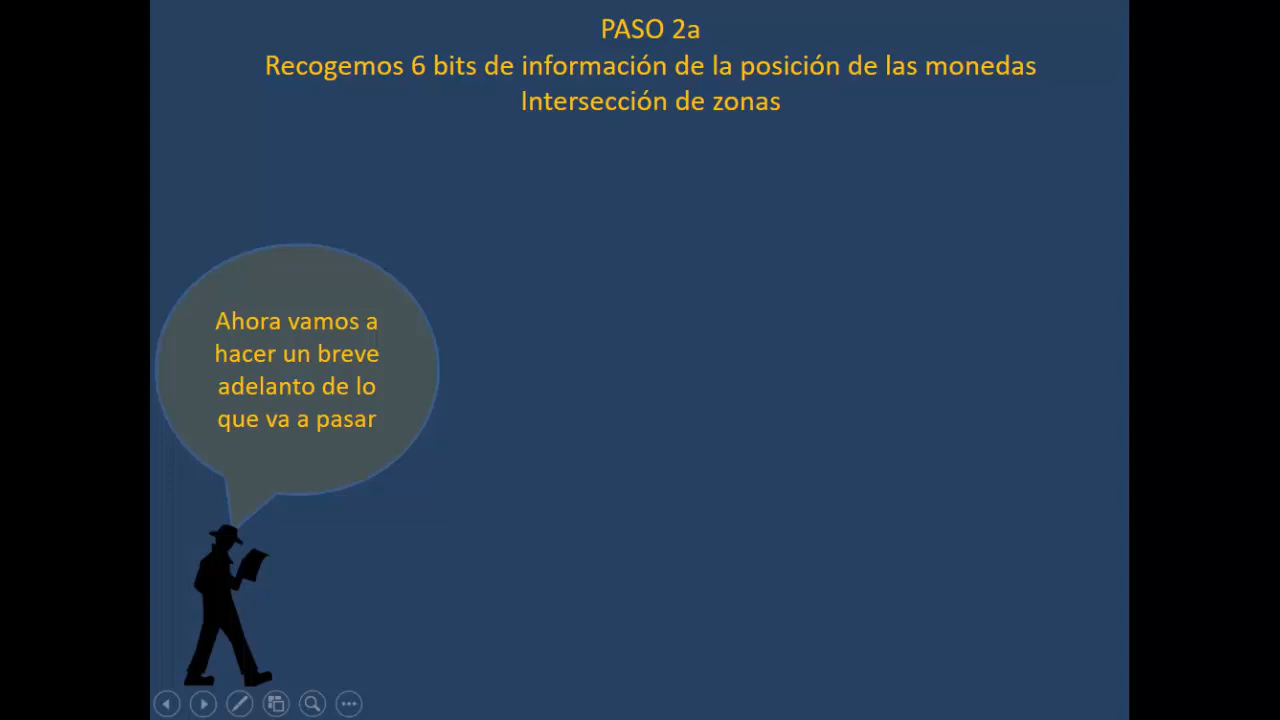 PASO 2a
Recogemos 6 bits de información de la posición de las monedas
Intersección de zonas
Ahora vamos a
hacer un breve
adelanto de lo
que va a pasar